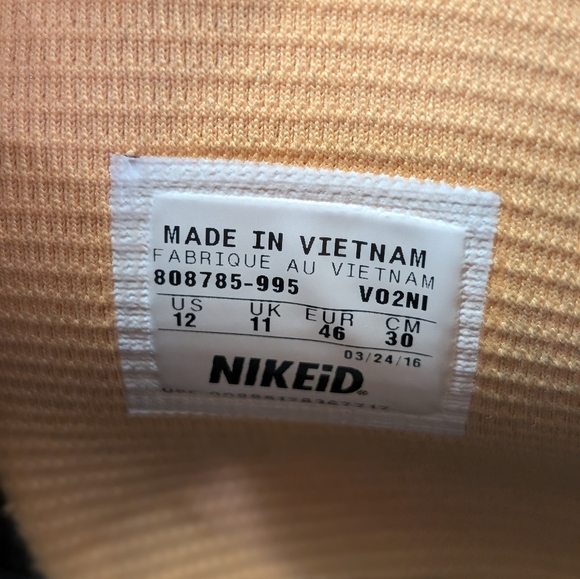 MADE IN VIETNAM
FABRIQUE AU VIETNAM
808785-995 VO2NI
US UK EUR CM
12 11 46 30
03/24/16
NIKEiD